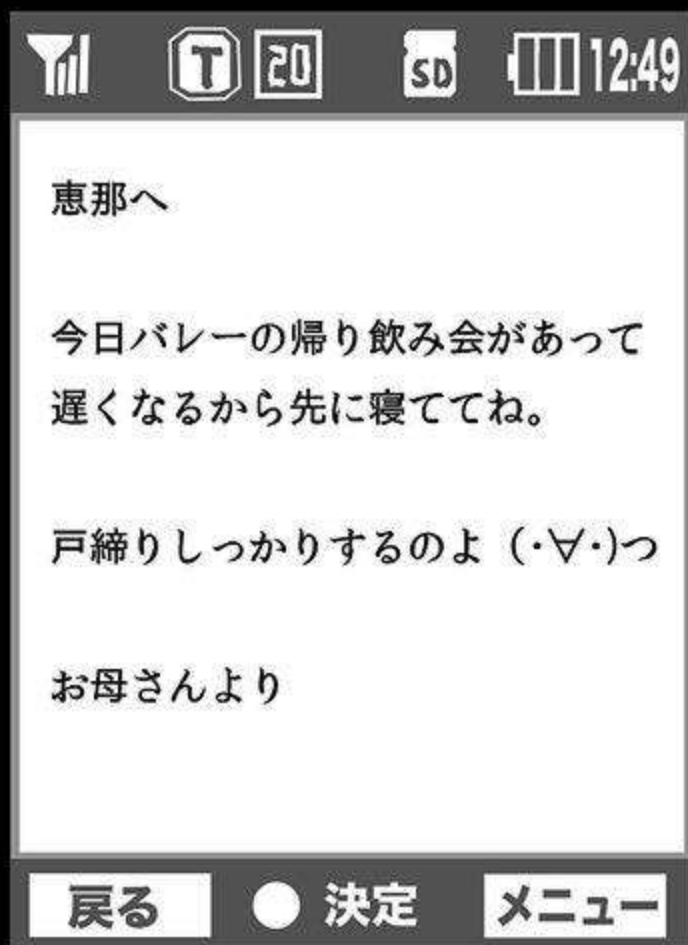 T 20 SD 12:49
恵那へ
今日バレーの帰り飲み会があって
遅くなるから先に寝ててね。
戸締りしっかりするのよ（･∀･)つ
お母さんより
戻る 決定 メニュー